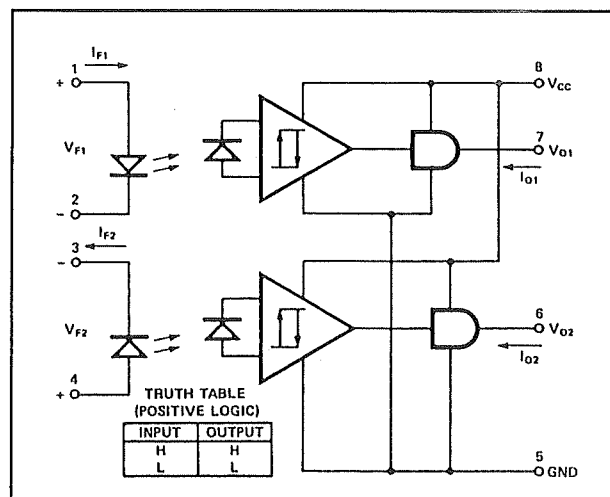 I_F1
1
+
8
V_CC
7
V_O1
I_O1
V_F1
2
-
I_F2
3
-
6
V_O2
I_O2
V_F2
4
+
TRUTH TABLE
(POSITIVE LOGIC)
INPUT OUTPUT
H H
L L
5
GND